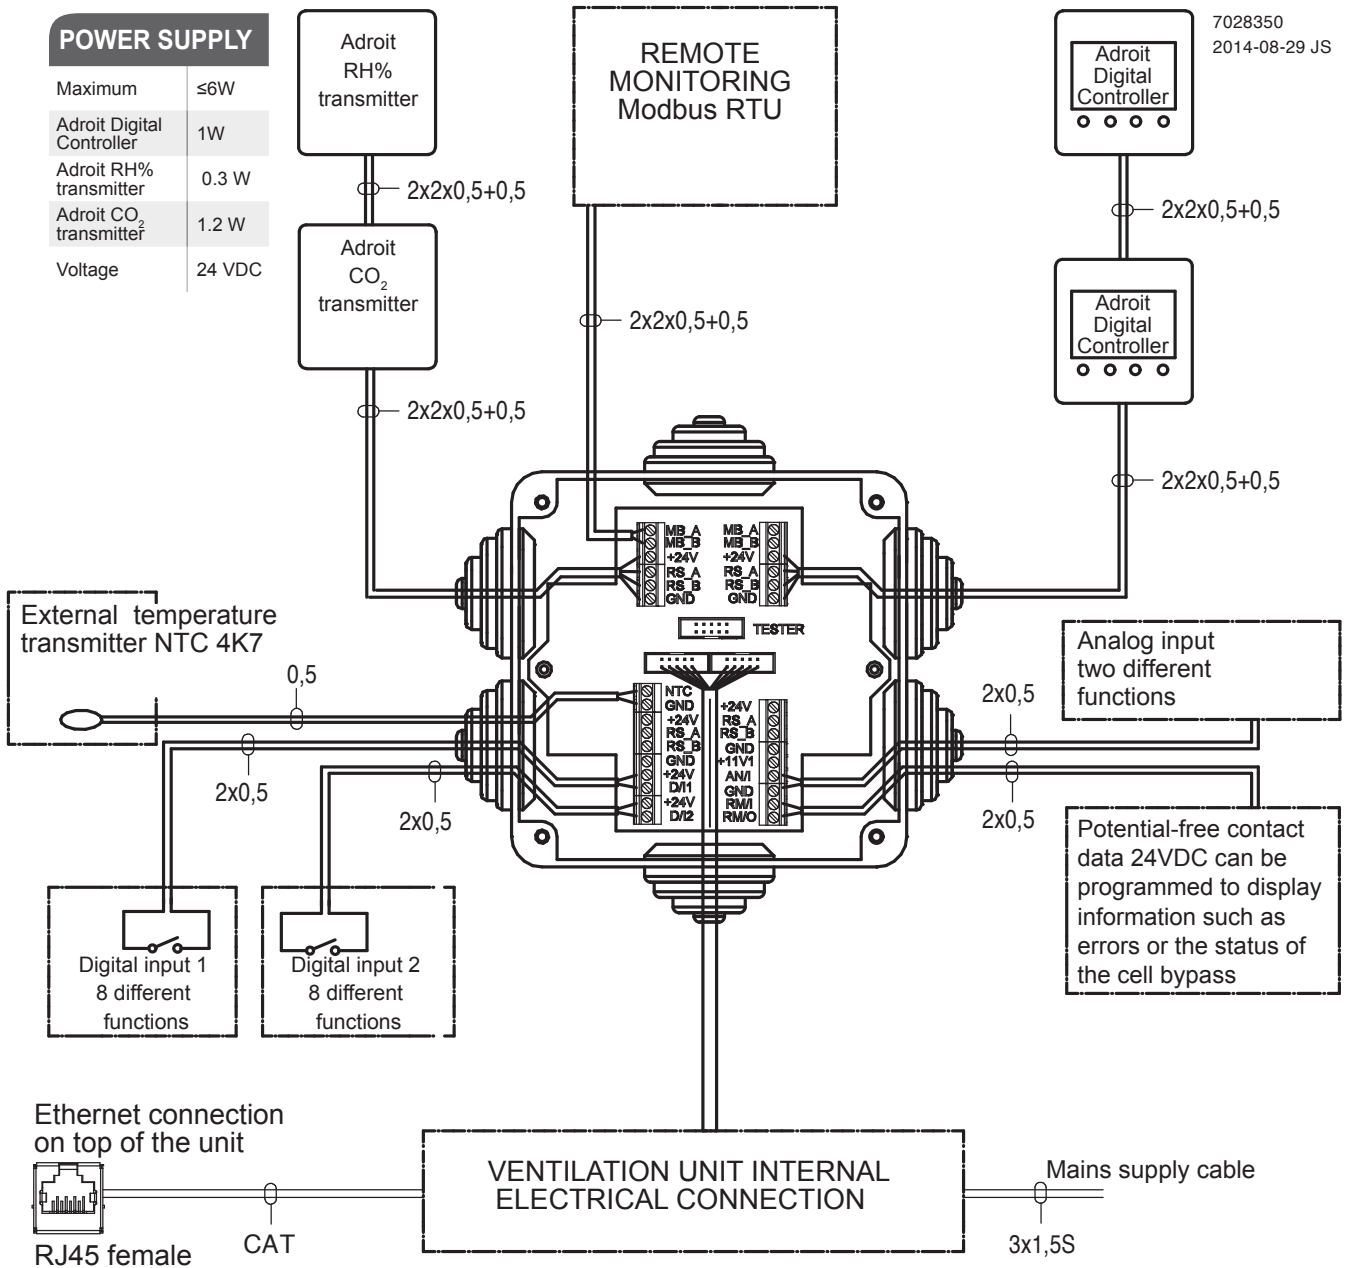 POWER SUPPLY
Maximum ≤6W
Adroit Digital
Controller 1W
Adroit RH%
transmitter 0.3 W
Adroit CO2
transmitter 1.2 W
Voltage 24 VDC
Adroit
RH%
transmitter
2x2x0,5+0,5
Adroit
CO2
transmitter
2x2x0,5+0,5
REMOTE
MONITORING
Modbus RTU
2x2x0,5+0,5
7028350
2014-08-29 JS
Adroit
Digital
Controller
2x2x0,5+0,5
Adroit
Digital
Controller
2x2x0,5+0,5
MB_A
MB_B
+24V
RS_A
RS_B
GND
MB_A
MB_B
+24V
RS_A
RS_B
GND
TESTER
NTC
GND
+24V
RS_A
RS_B
GND
+24V
D/I1
+24V
D/I2
+24V
RS_A
RS_B
GND
+11V1
AN/I
GND
RM/I
RM/O
External temperature
transmitter NTC 4K7
0,5
2x0,5
2x0,5
Analog input
two different
functions
2x0,5
2x0,5
Potential-free contact
data 24VDC can be
programmed to display
information such as
errors or the status of
the cell bypass
Digital input 1
8 different
functions
Digital input 2
8 different
functions
Ethernet connection
on top of the unit
RJ45 female
CAT
VENTILATION UNIT INTERNAL
ELECTRICAL CONNECTION
Mains supply cable
3x1,5S